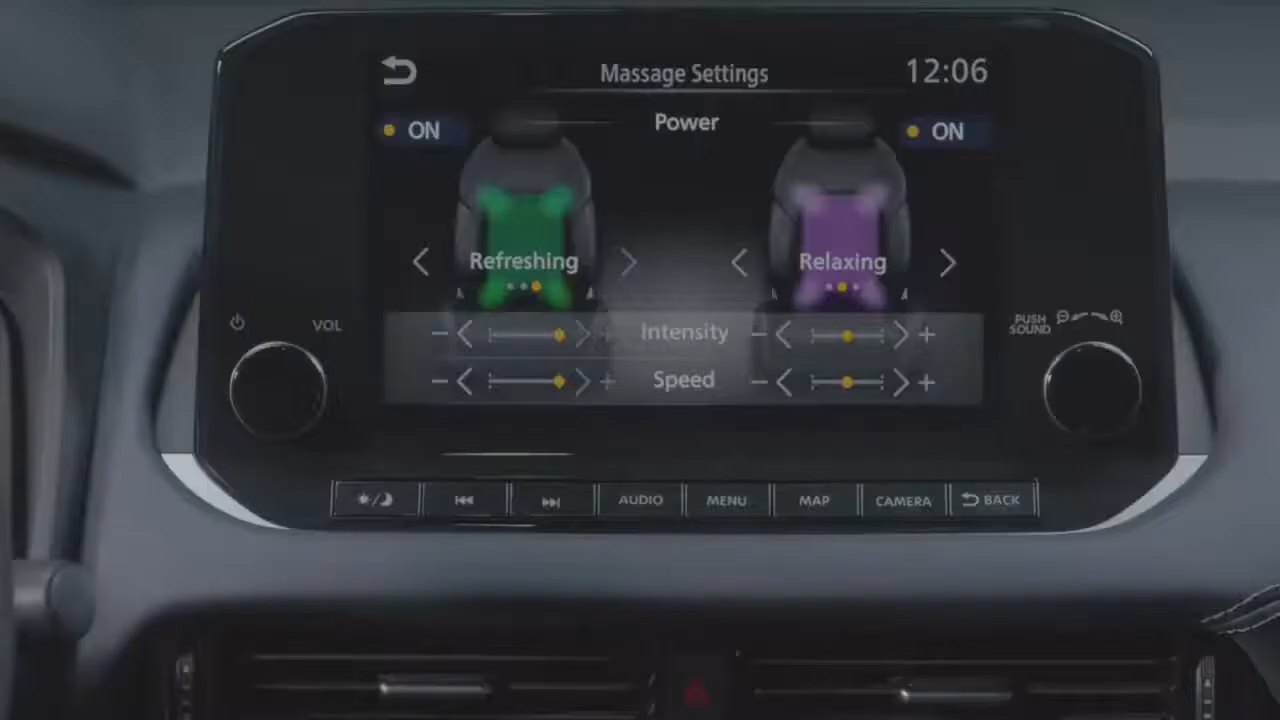 Massage Settings 12:06
ON Power ON
Refreshing Relaxing
VOL PUSH SOUND
Intensity
Speed
AUDIO MENU MAP CAMERA BACK